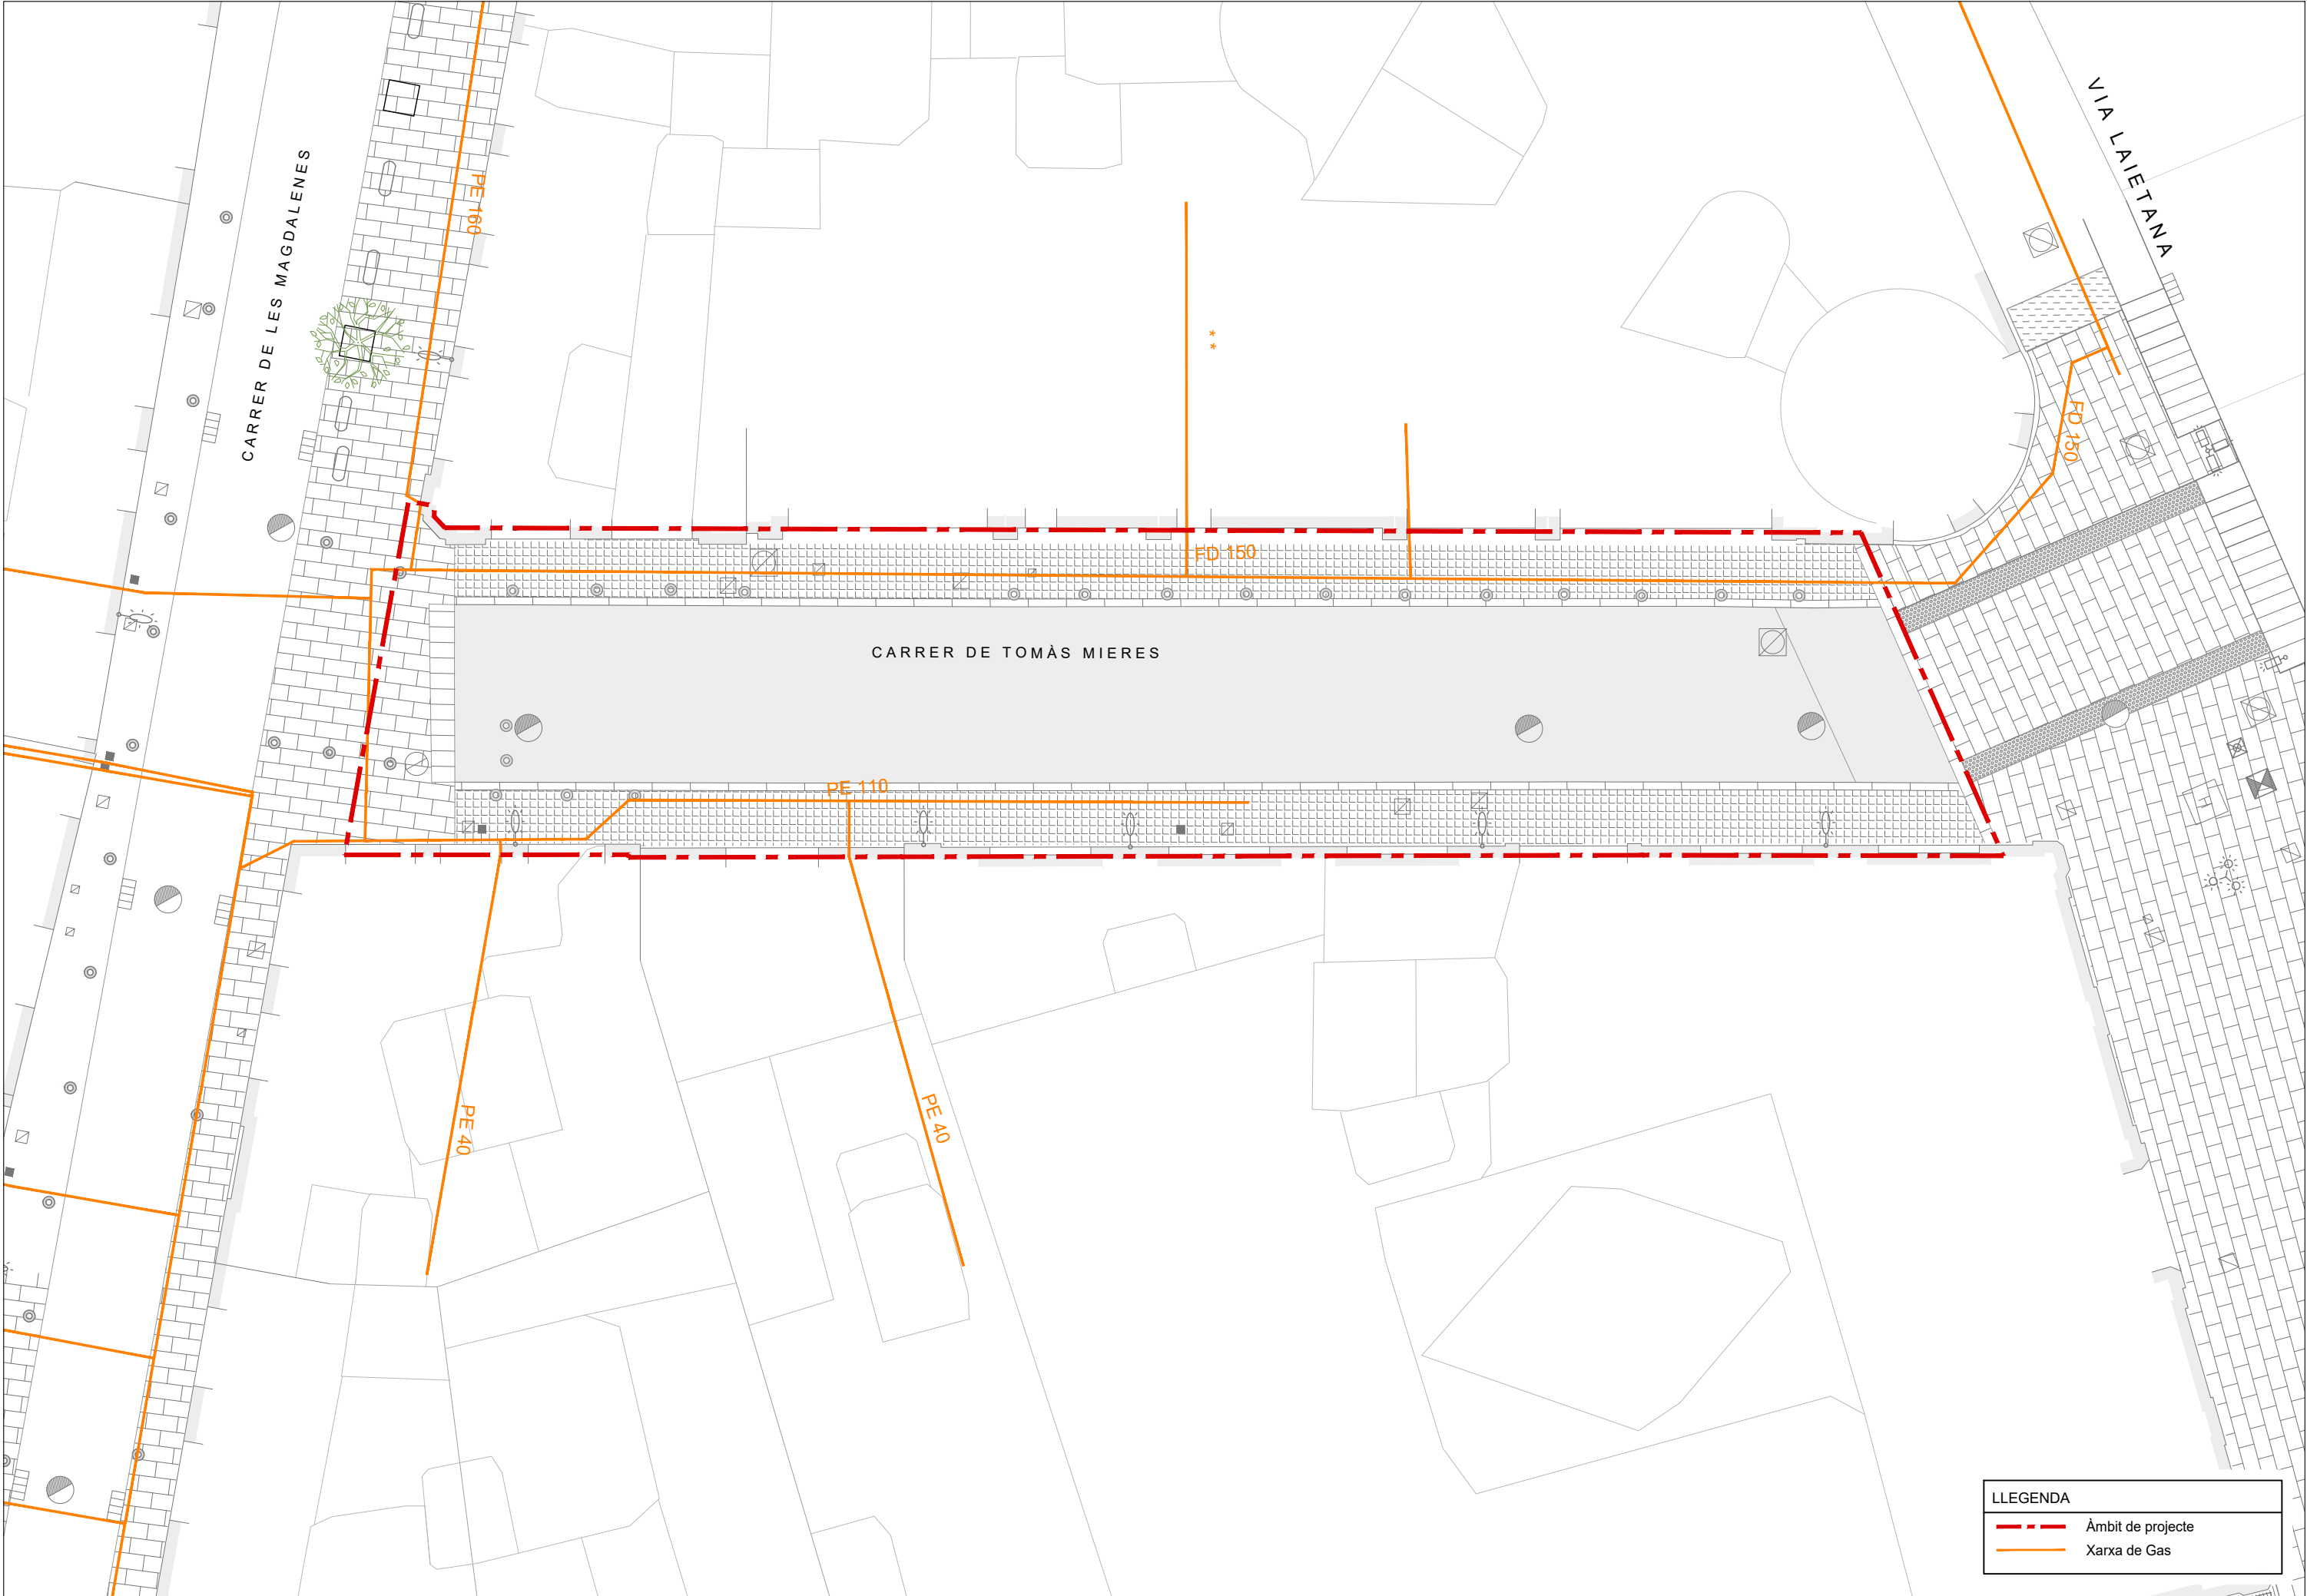 VIA LAIETANA
CARRER DE LES MAGDALENES
PE 160
* *
FD 150
FD 150
CARRER DE TOMÀS MIERES
PE 110
PE 40
PE 40
LLEGENDA
Àmbit de projecte
Xarxa de Gas